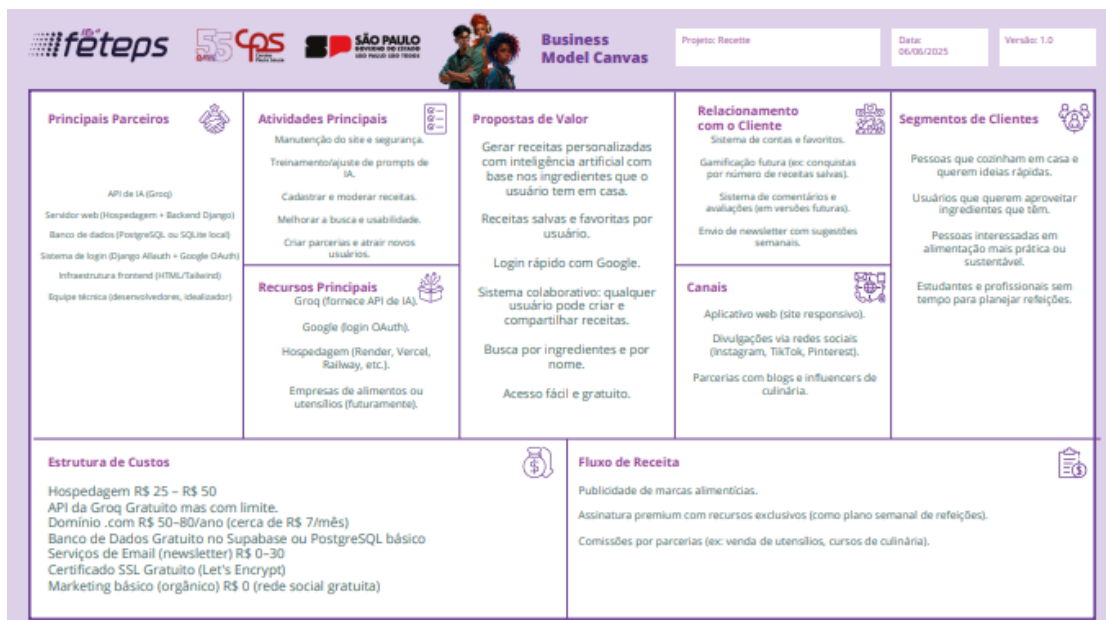 féteps
55
CPS
SÃO PAULO
GOVERNO DO ESTADO
SÃO PAULO SÃO TODOS
Business
Model Canvas
Projeto: Recette
Data:
06/06/2025
Versão: 1.0
Principais Parceiros
API de IA (Groq)
Servidor web (Hospedagem + Backend Django)
Banco de dados (PostgreSQL ou SQLite local)
Sistema de login (Django Allauth + Google OAuth)
Infraestrutura frontend (HTML/Tailwind)
Equipe técnica (desenvolvedores, idealizador)
Atividades Principais
Manutenção do site e segurança.
Treinamento/ajuste de prompts de
IA.
Cadastrar e moderar receitas.
Melhorar a busca e usabilidade.
Criar parcerias e atrair novos
usuários.
Recursos Principais
Groq (fornece API de IA).
Google (login OAuth).
Hospedagem (Render, Vercel,
Railway, etc.).
Empresas de alimentos ou
utensílios (futuramente).
Propostas de Valor
Gerar receitas personalizadas
com inteligência artificial com
base nos ingredientes que o
usuário tem em casa.
Receitas salvas e favoritas por
usuário.
Login rápido com Google.
Sistema colaborativo: qualquer
usuário pode criar e
compartilhar receitas.
Busca por ingredientes e por
nome.
Acesso fácil e gratuito.
Relacionamento
com o Cliente
Sistema de contas e favoritos.
Gamificação futura (ex: conquistas
por número de receitas salvas).
Sistema de comentários e
avaliações (em versões futuras).
Envio de newsletter com sugestões
semanais.
Canais
Aplicativo web (site responsivo).
Divulgações via redes sociais
(Instagram, TikTok, Pinterest).
Parcerias com blogs e influencers de
culinária.
Segmentos de Clientes
Pessoas que cozinham em casa e
querem ideias rápidas.
Usuários que querem aproveitar
ingredientes que têm.
Pessoas interessadas em
alimentação mais prática ou
sustentável.
Estudantes e profissionais sem
tempo para planejar refeições.
Estrutura de Custos
Hospedagem R$ 25 – R$ 50
API da Groq Gratuito mas com limite.
Domínio .com R$ 50–80/ano (cerca de R$ 7/mês)
Banco de Dados Gratuito no Supabase ou PostgreSQL básico
Serviços de Email (newsletter) R$ 0–30
Certificado SSL Gratuito (Let's Encrypt)
Marketing básico (orgânico) R$ 0 (rede social gratuita)
Fluxo de Receita
Publicidade de marcas alimentícias.
Assinatura premium com recursos exclusivos (como plano semanal de refeições).
Comissões por parcerias (ex: venda de utensílios, cursos de culinária).